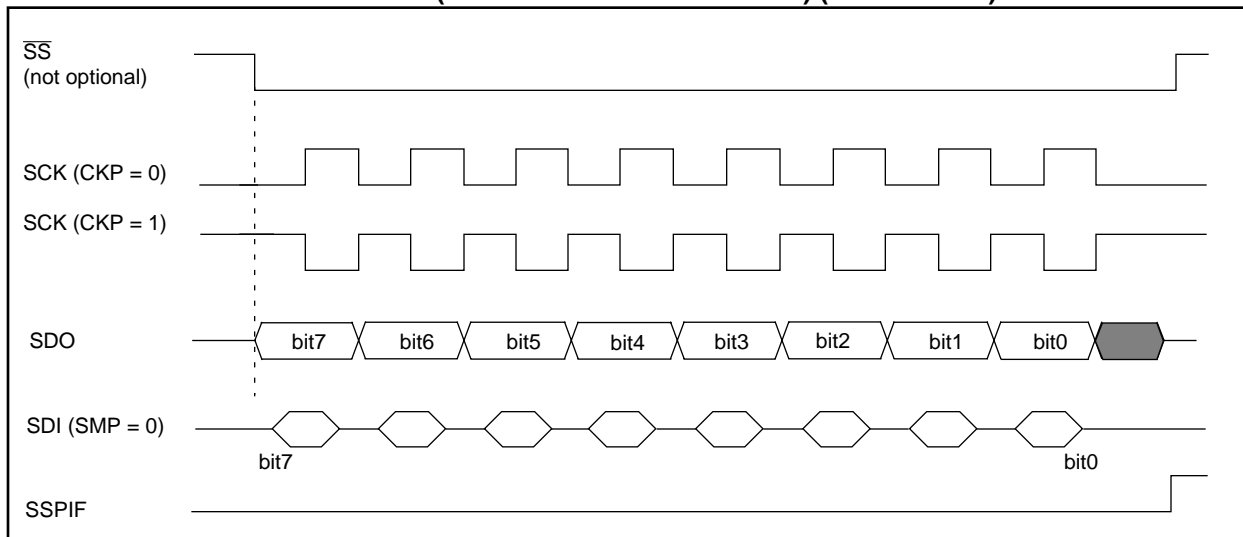 SS
(not optional)
SCK (CKP = 0)
SCK (CKP = 1)
SDO
bit7 bit6 bit5 bit4 bit3 bit2 bit1 bit0
SDI (SMP = 0)
bit7 bit0
SSPIF